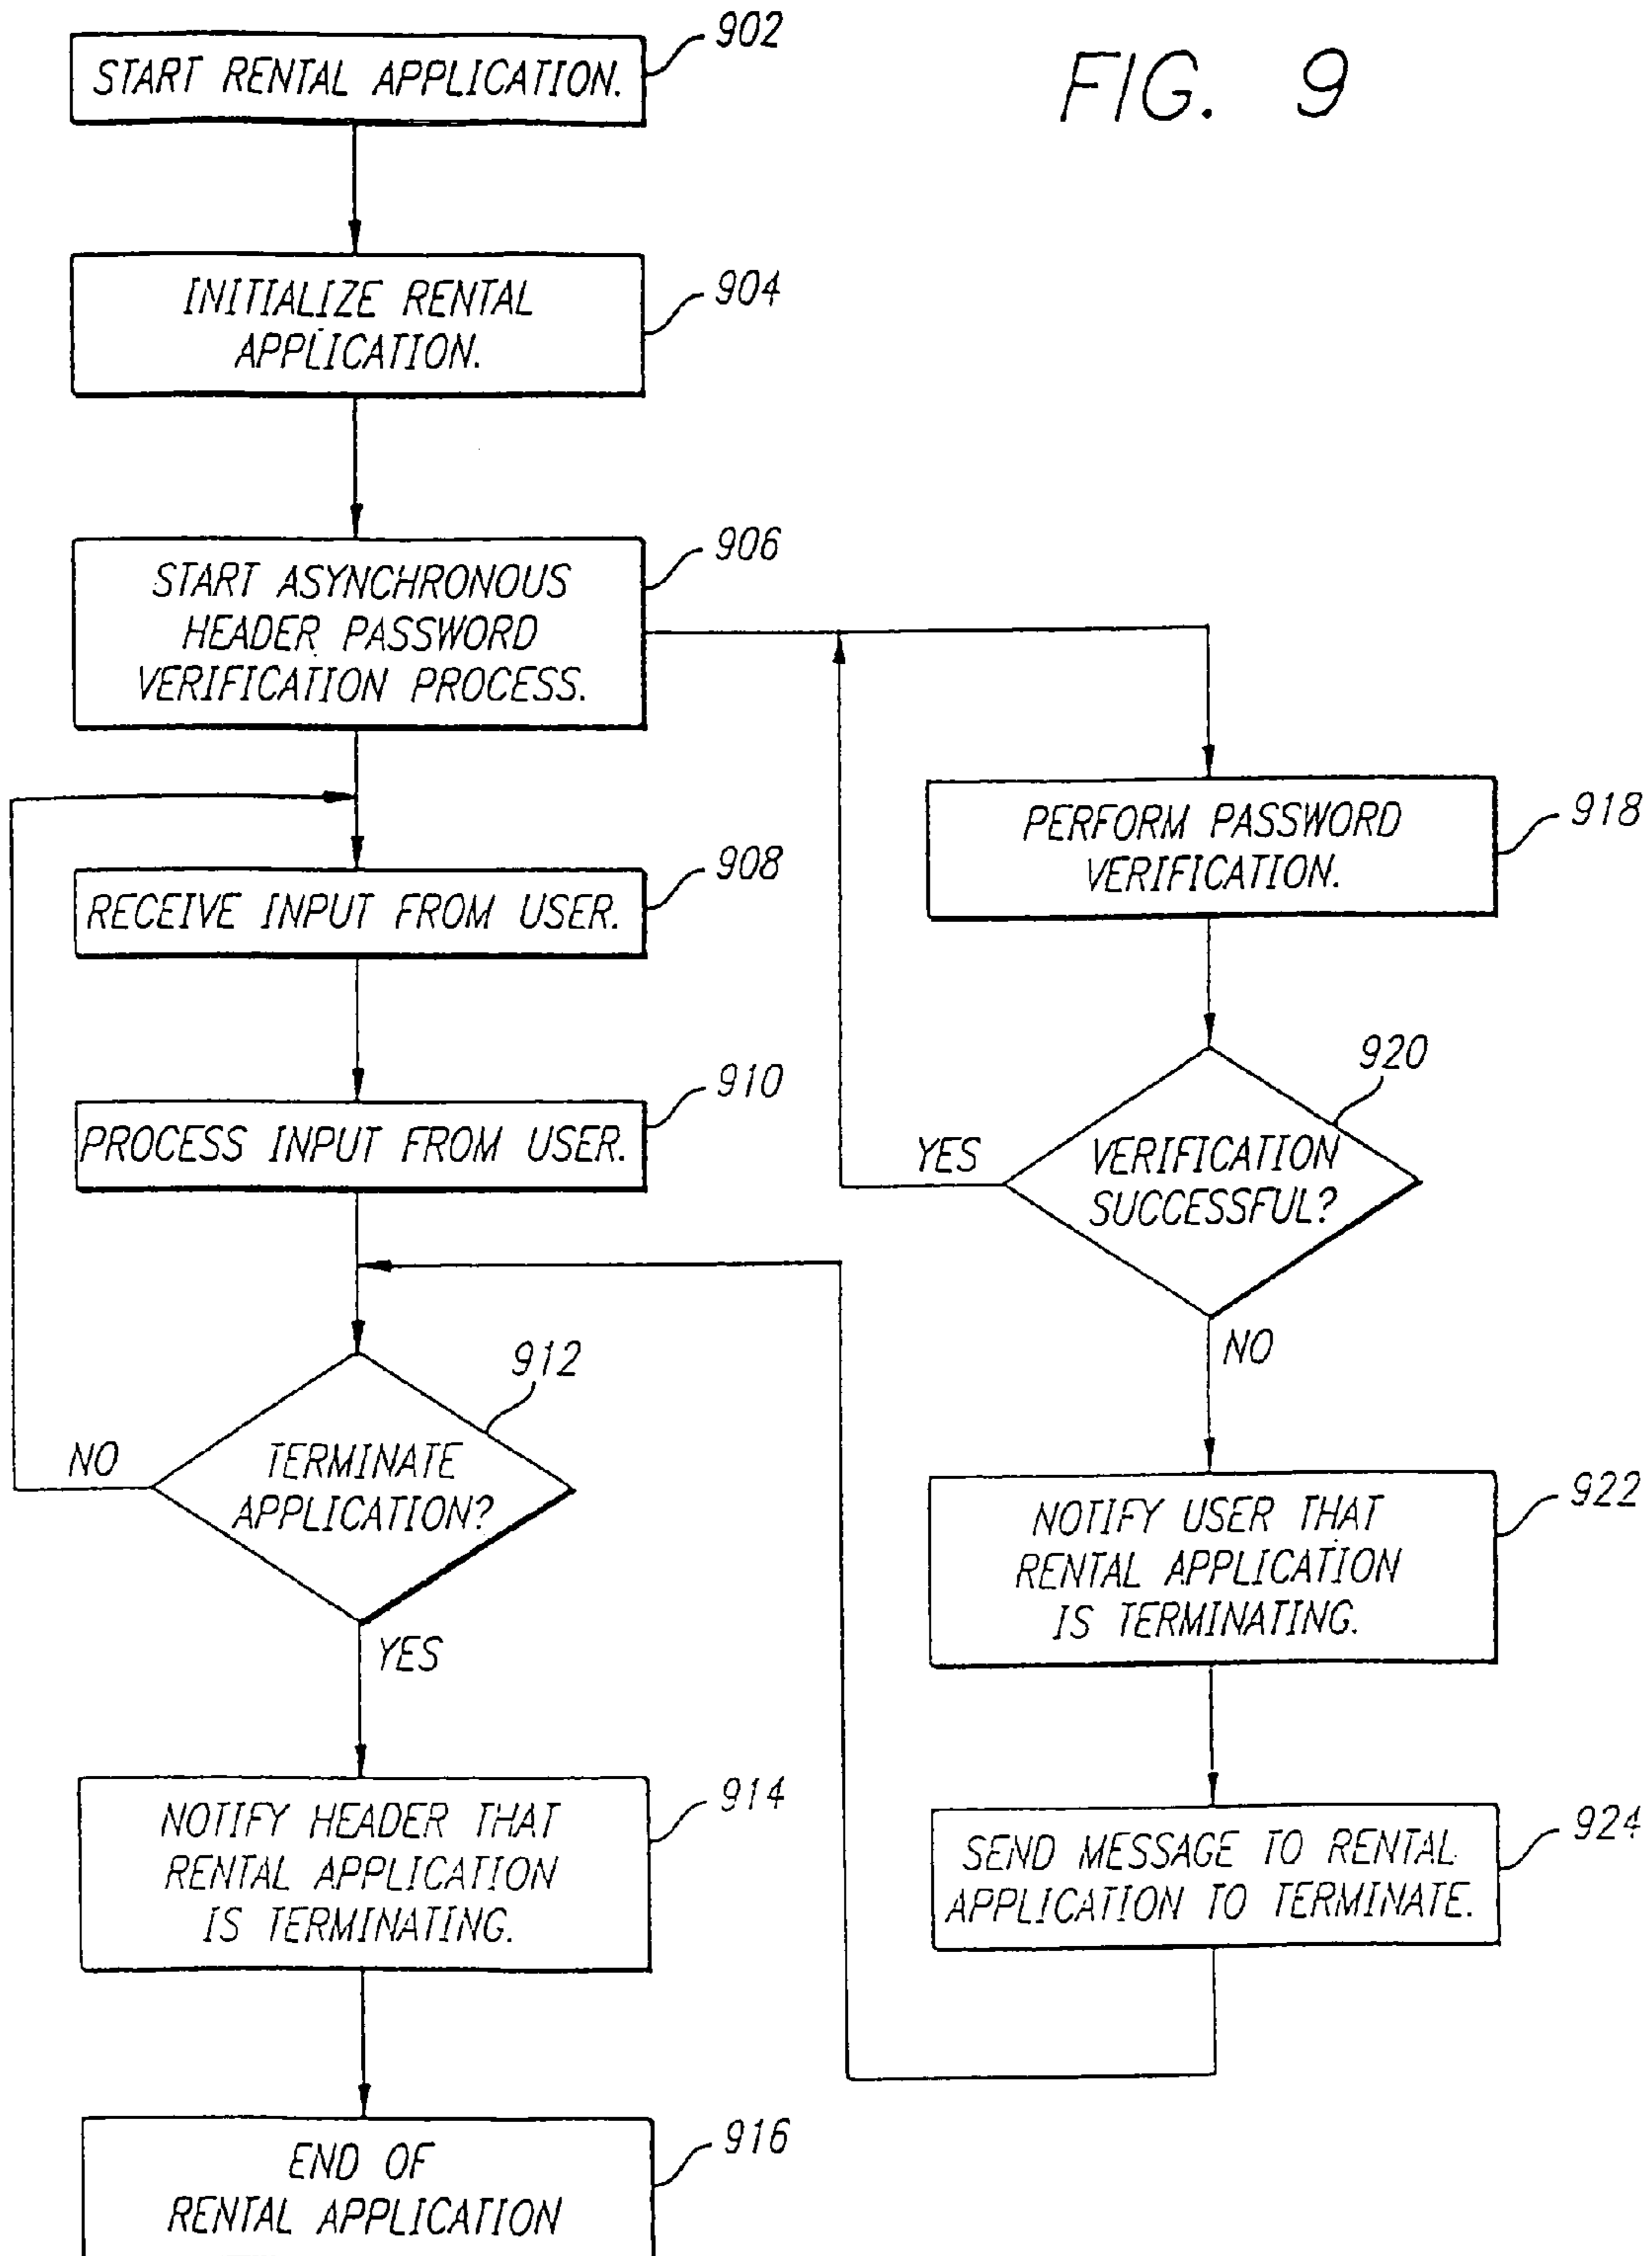 FIG. 9
902
START RENTAL APPLICATION.
904
INITIALIZE RENTAL
APPLICATION.
906
START ASYNCHRONOUS
HEADER PASSWORD
VERIFICATION PROCESS.
908
RECEIVE INPUT FROM USER.
910
PROCESS INPUT FROM USER.
912
TERMINATE
APPLICATION?
NO
YES
914
NOTIFY HEADER THAT
RENTAL APPLICATION
IS TERMINATING.
916
END OF
RENTAL APPLICATION
918
PERFORM PASSWORD
VERIFICATION.
920
VERIFICATION
SUCCESSFUL?
YES
NO
922
NOTIFY USER THAT
RENTAL APPLICATION
IS TERMINATING.
924
SEND MESSAGE TO RENTAL
APPLICATION TO TERMINATE.